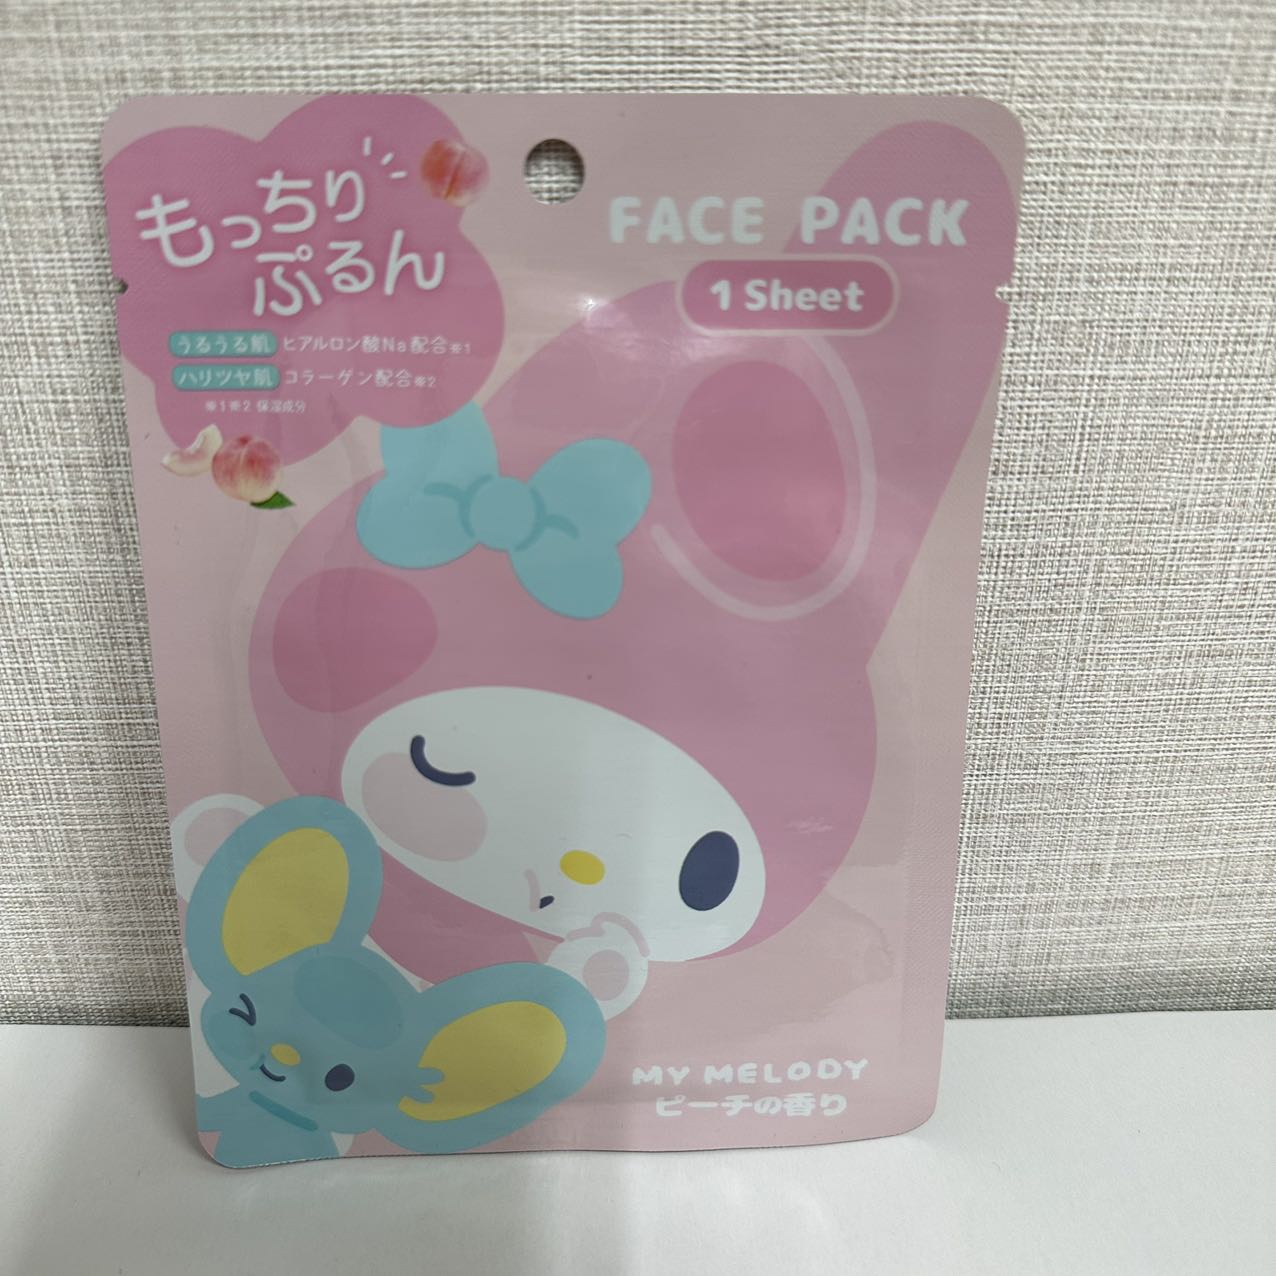 もっちり
ぷるん
うるうる肌 ヒアルロン酸Na配合※1
ハリツヤ肌 コラーゲン配合※2
※1※2 保湿成分
FACE PACK
1 Sheet
MY MELODY
ピーチの香り